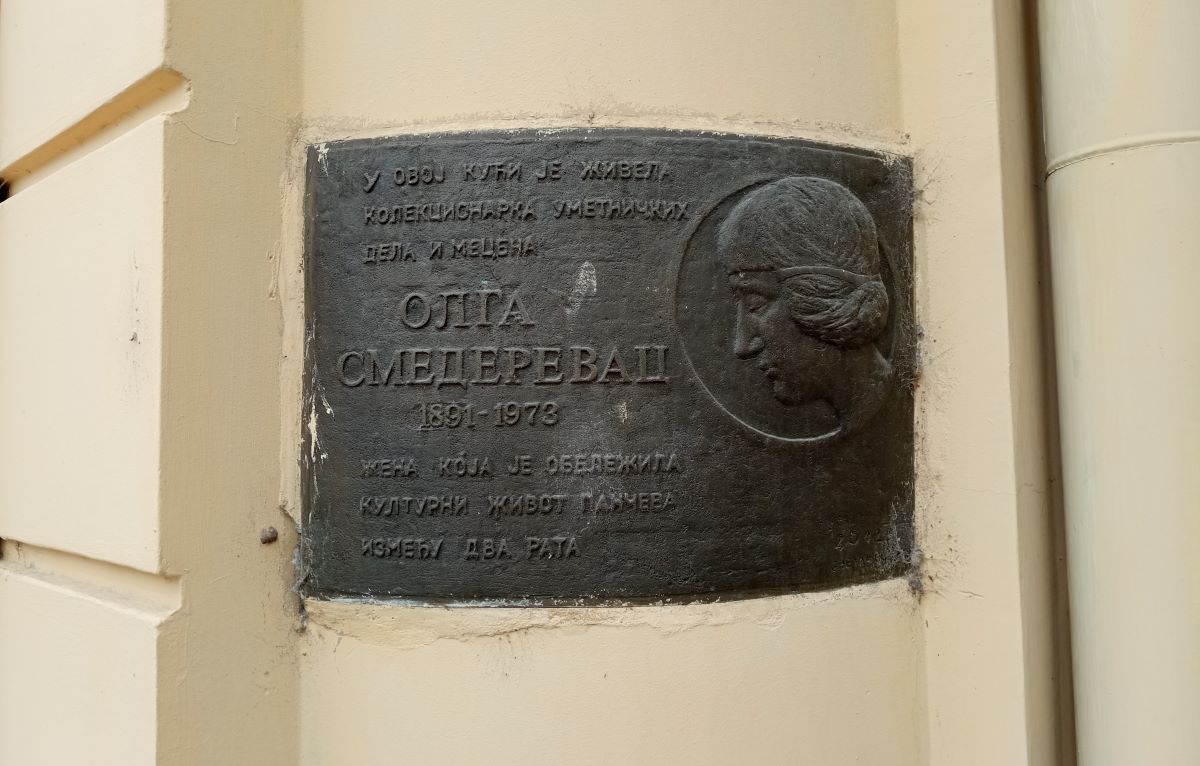 У ОВОЈ КУЋИ ЈЕ ЖИВЕЛА
КОЛЕКЦИОНАРКА УМЕТНИЧКИХ
ДЕЛА И МЕЦЕНА
ОЛГА
СМЕДЕРЕВАЦ
1891-1973
ЖЕНА КОЈА ЈЕ ОБЕЛЕЖИЛА
КУЛТУРНИ ЖИВОТ ПАНЧЕВА
ИЗМЕЂУ ДВА РАТА